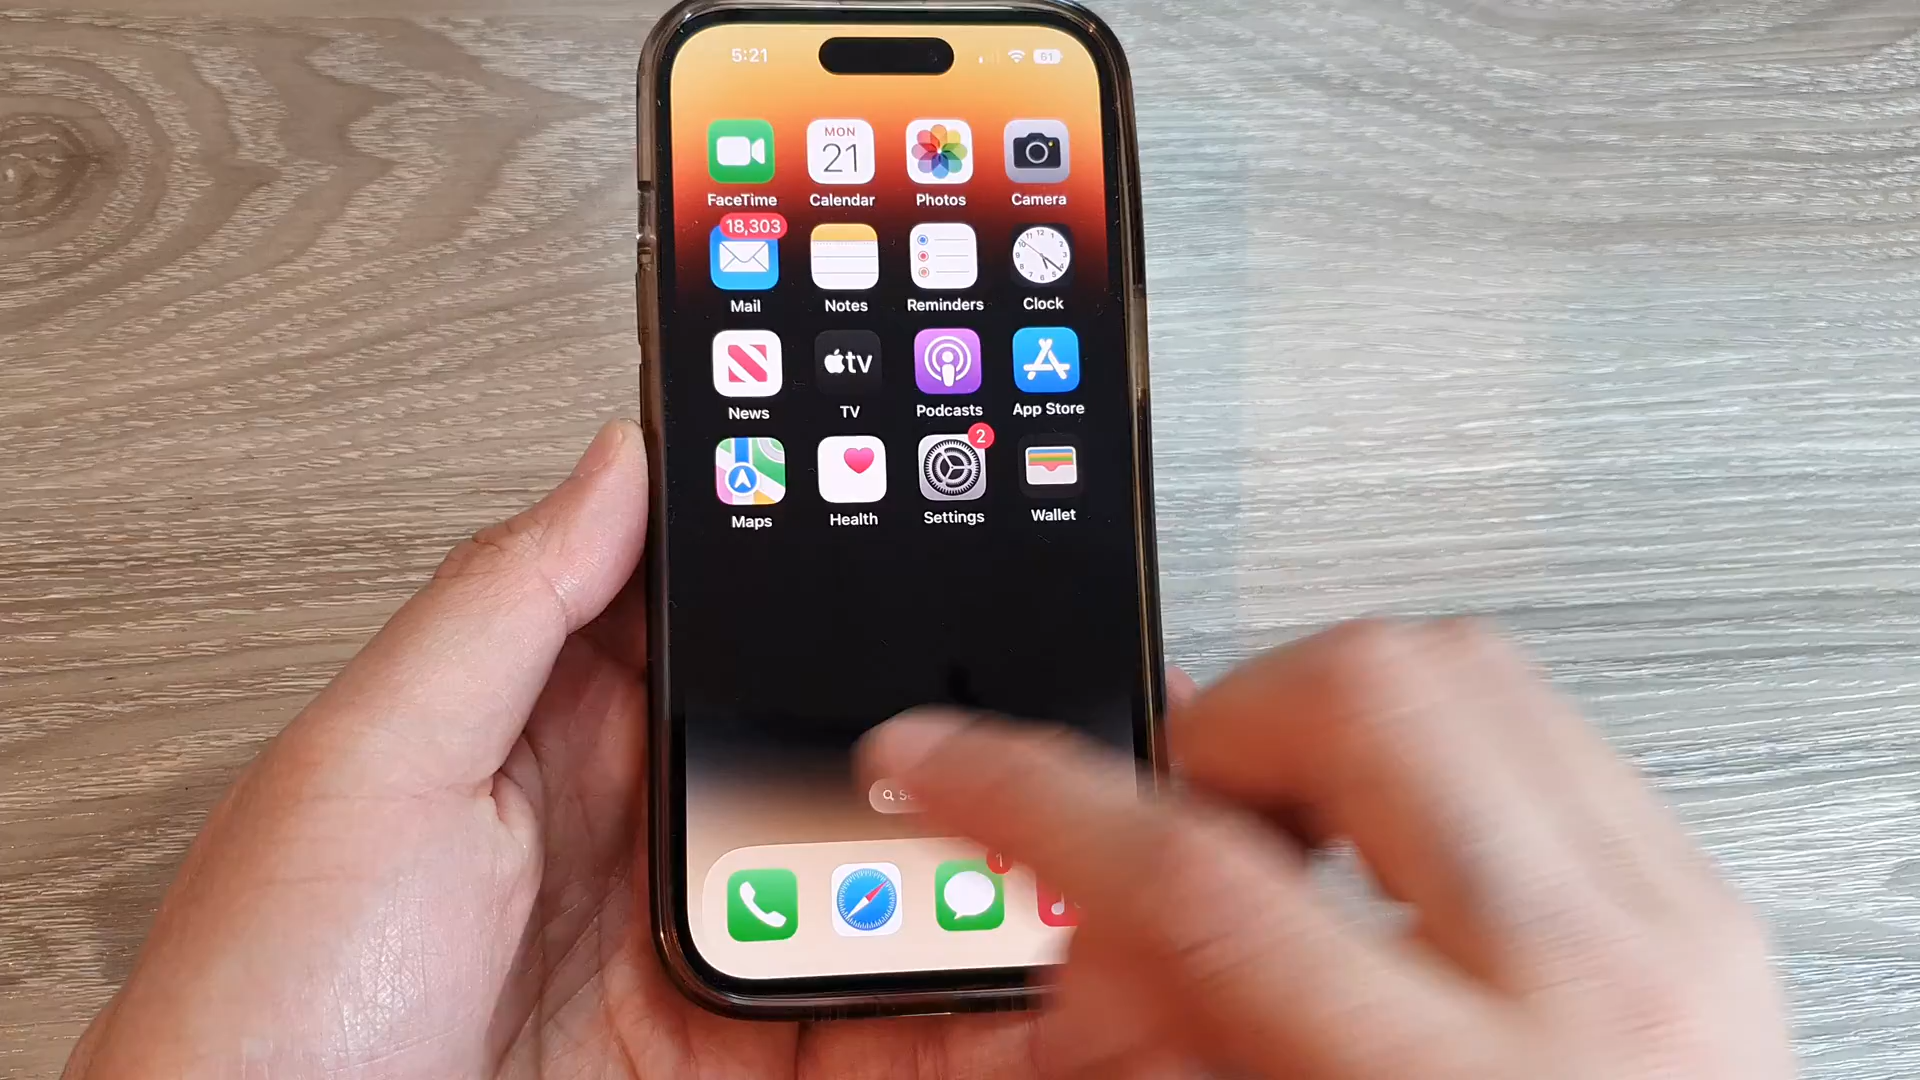 5:21
61
MON
21
FaceTime Calendar Photos Camera
18,303
Mail Notes Reminders Clock
tv
News TV Podcasts App Store
2
Maps Health Settings Wallet
1